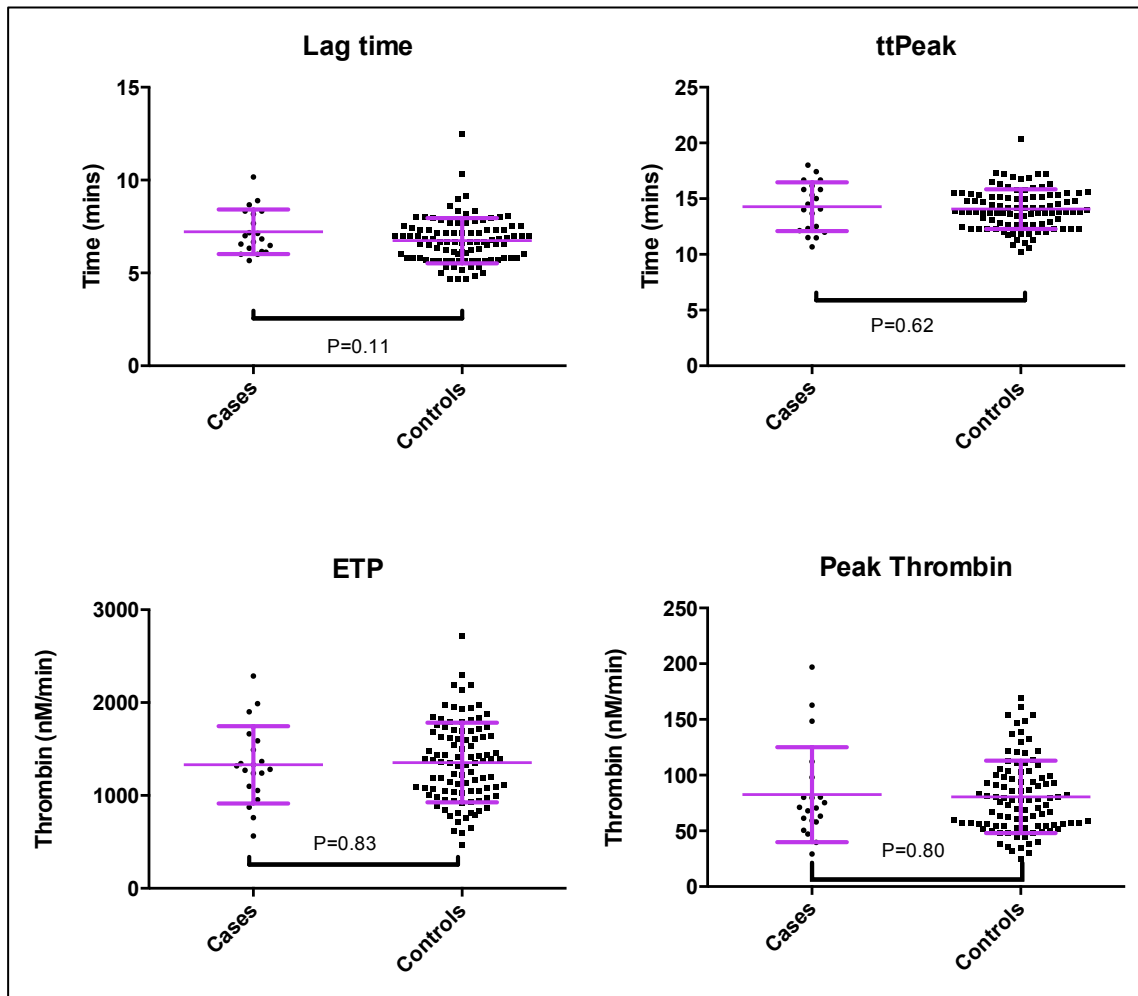 Lag time
15
10
5
0
Time (mins)
P=0.11
Cases
Controls
ttPeak
25
20
15
10
5
0
Time (mins)
P=0.62
Cases
Controls
ETP
3000
2000
1000
0
Thrombin (nM/min)
P=0.83
Cases
Controls
Peak Thrombin
250
200
150
100
50
0
Thrombin (nM/min)
P=0.80
Cases
Controls